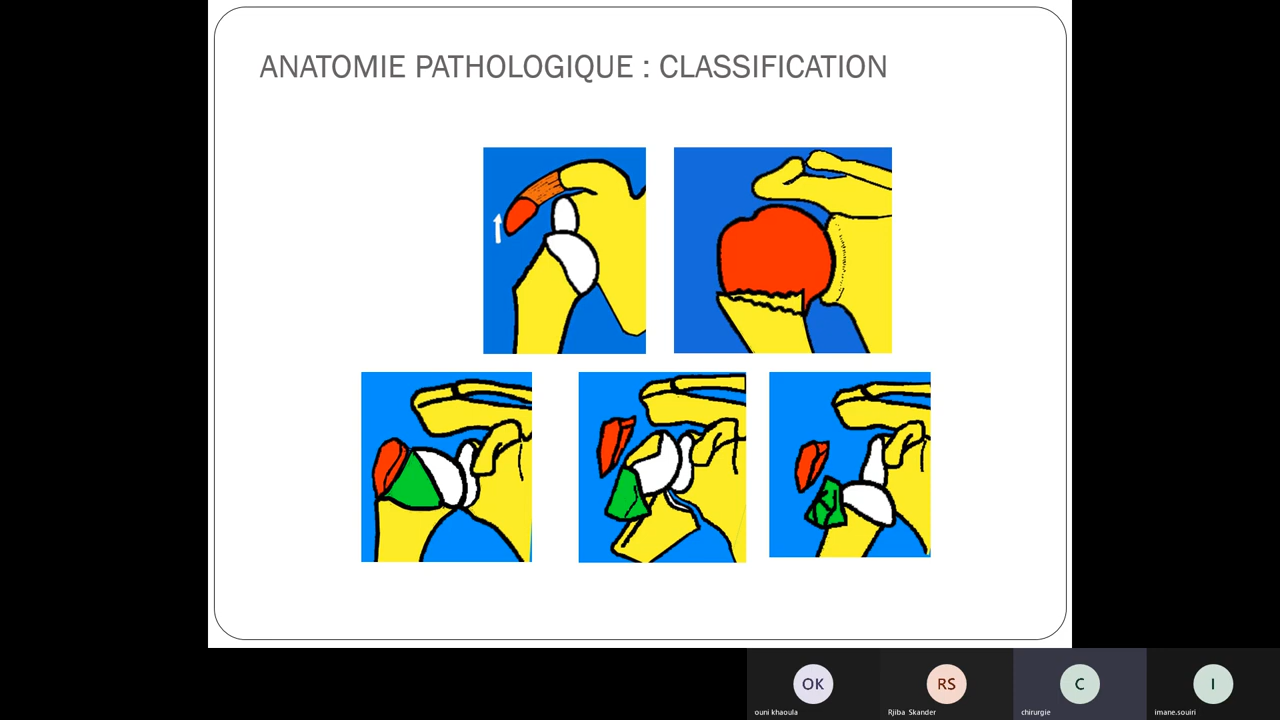 ANATOMIE PATHOLOGIQUE : CLASSIFICATION
OK
RS
C
I
ouni khaoula
Rjiba Skander
chirurgie
imane.souiri